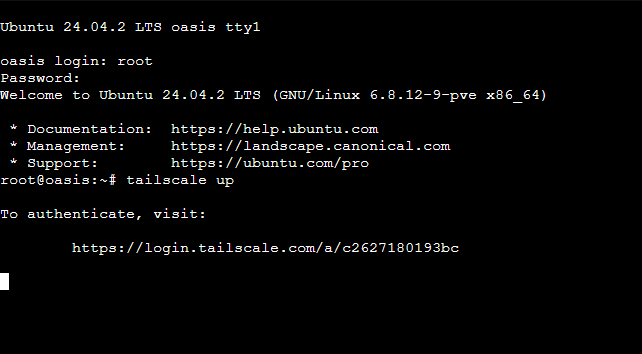 Ubuntu 24.04.2 LTS oasis tty1
oasis login: root
Password:
Welcome to Ubuntu 24.04.2 LTS (GNU/Linux 6.8.12-9-pve x86_64)
 * Documentation:  https://help.ubuntu.com
 * Management:     https://landscape.canonical.com
 * Support:        https://ubuntu.com/pro
root@oasis:~# tailscale up
To authenticate, visit:
        https://login.tailscale.com/a/c2627180193bc